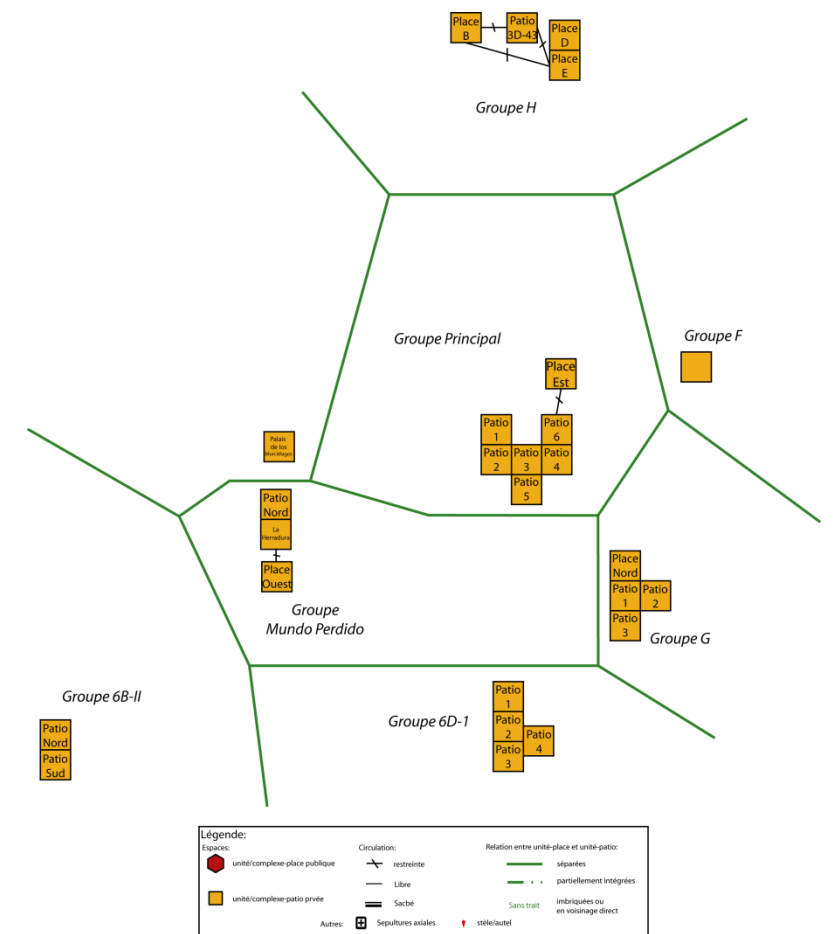 Place
B
Patio
3D-43
Place
D
Place
E
Groupe H
Groupe Principal
Groupe F
Place
Est
Patio
1
Patio
6
Patio
2
Patio
3
Patio
4
Patio
5
Palais
de los
Murciélagos
Patio
Nord
La
Herradura
Place
Ouest
Groupe
Mundo Perdido
Place
Nord
Patio
1
Patio
2
Patio
3
Groupe G
Groupe 6B-II
Patio
Nord
Patio
Sud
Groupe 6D-1
Patio
1
Patio
2
Patio
4
Patio
3
Légende:
Espaces:
unité/complexe-place publique
unité/complexe-patio prvée
Circulation:
restreinte
Libre
Sacbé
Relation entre unité-place et unité-patio:
séparées
partiellement intégrées
Sans trait
imbriquées ou
en voisinage direct
Autres:
Sepultures axiales
stèle/autel